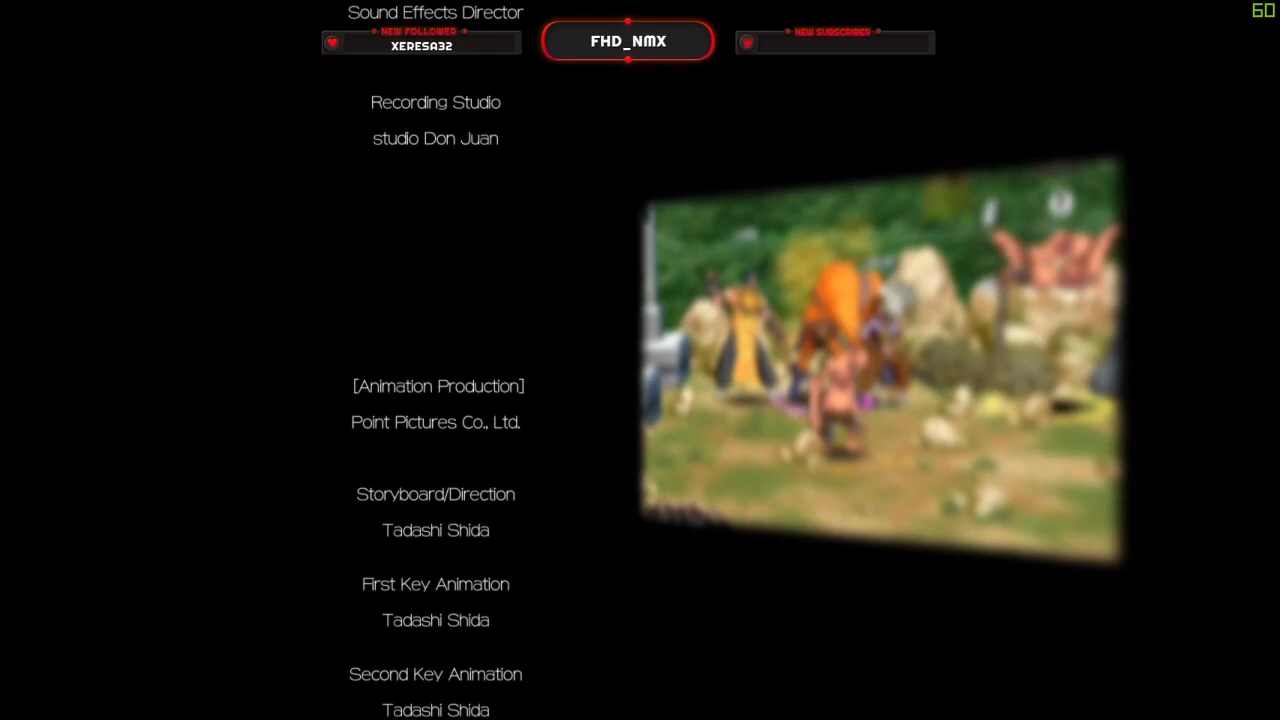 Sound Effects Director
NEW FOLLOWER
XERESA32
FHD_NMX
NEW SUBSCRIBER
60
Recording Studio
studio Don Juan
[Animation Production]
Point Pictures Co., Ltd.
Storyboard/Direction
Tadashi Shida
First Key Animation
Tadashi Shida
Second Key Animation
Tadashi Shida